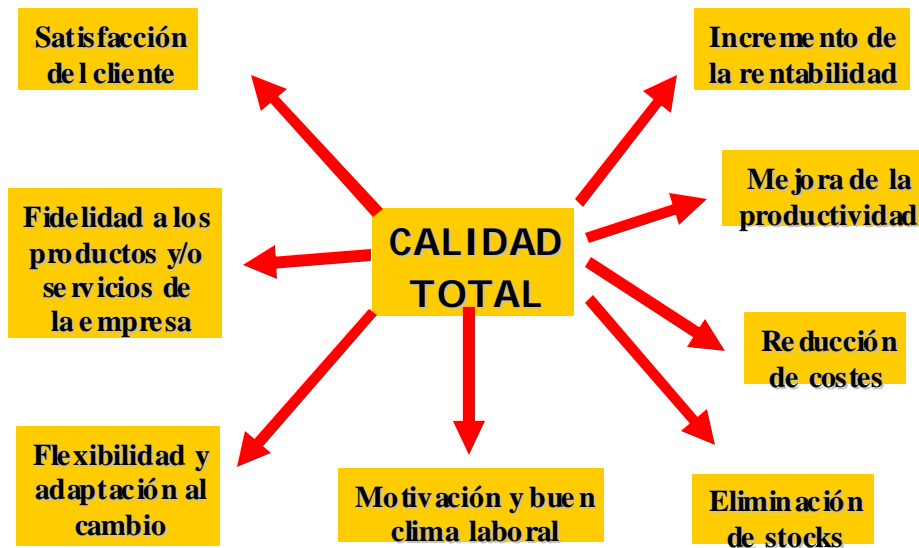 Satisfacción
del cliente
Incremento de
la rentabilidad
Mejora de la
productividad
Fidelidad a los
productos y/o
servicios de
la empresa
CALIDAD
TOTAL
Reducción
de costes
Flexibilidad y
adaptación al
cambio
Motivación y buen
clima laboral
Eliminación
de stocks